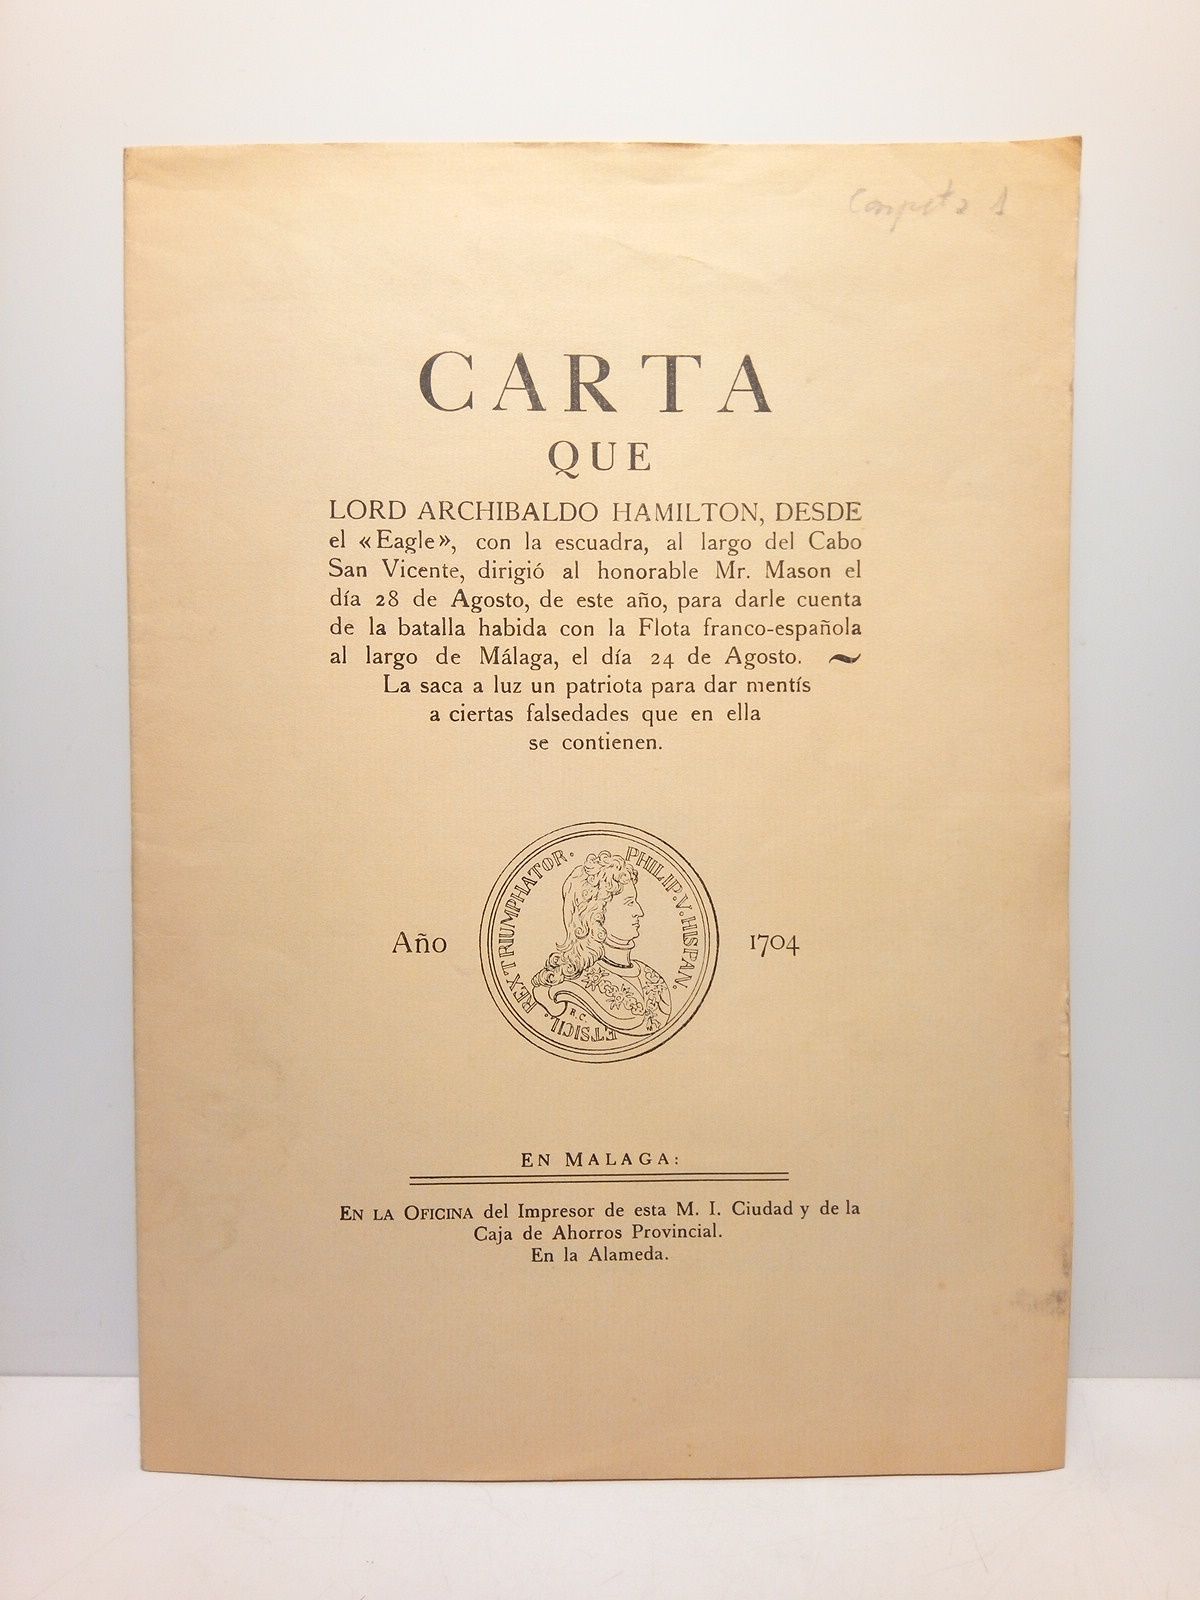 Carpeta 1
CARTA
QUE
LORD ARCHIBALDO HAMILTON, DESDE
el «Eagle», con la escuadra, al largo del Cabo
San Vicente, dirigió al honorable Mr. Mason el
día 28 de Agosto, de este año, para darle cuenta
de la batalla habida con la Flota franco-española
al largo de Málaga, el día 24 de Agosto.
La saca a luz un patriota para dar mentís
a ciertas falsedades que en ella
se contienen.
Año
PHILIP. V. HISPAN. ET SICIL. REX TRIUMPHATOR.
R.C.
1704
EN MALAGA:
EN LA OFICINA del Impresor de esta M. I. Ciudad y de la
Caja de Ahorros Provincial.
En la Alameda.